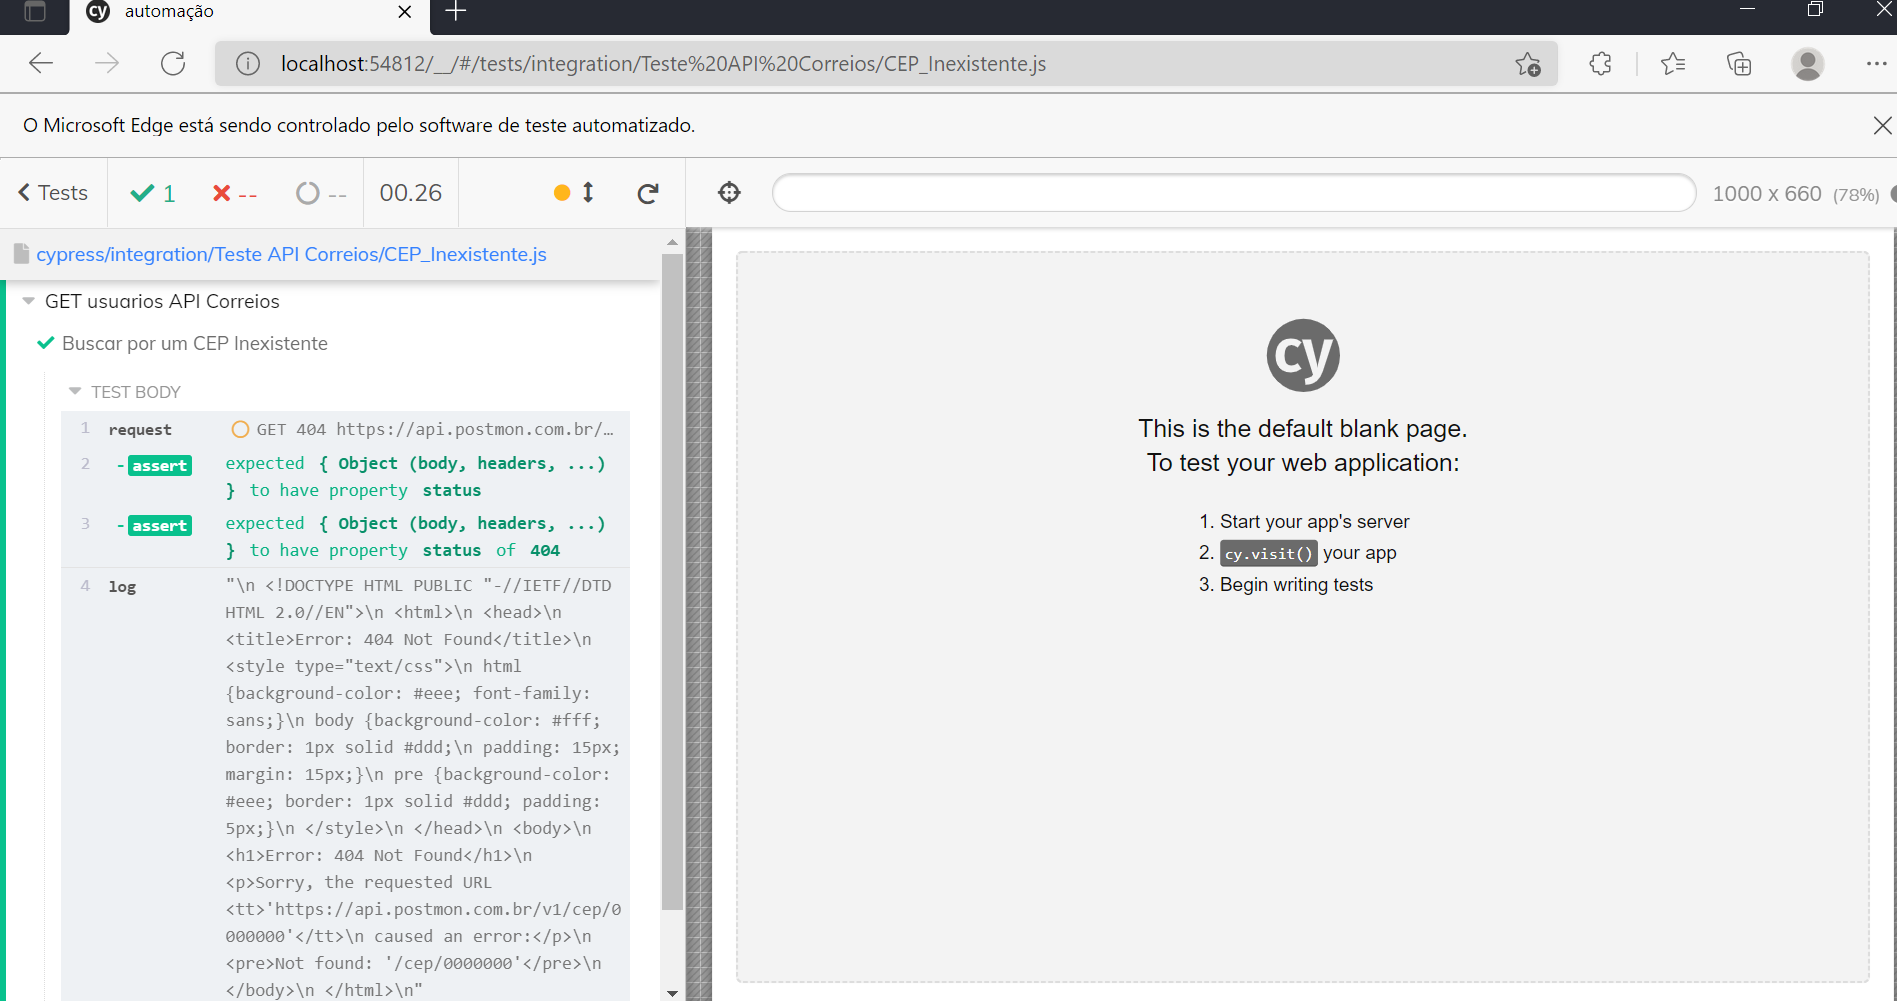 cy automação
localhost:54812/__/#/tests/integration/Teste%20API%20Correios/CEP_Inexistente.js
O Microsoft Edge está sendo controlado pelo software de teste automatizado.
Tests 1 -- -- 00.26 1000 x 660 (78%)
cypress/integration/Teste API Correios/CEP_Inexistente.js
GET usuarios API Correios
Buscar por um CEP Inexistente
TEST BODY
1 request GET 404 https://api.postmon.com.br/…
2 -assert expected { Object (body, headers, ...)
} to have property status
3 -assert expected { Object (body, headers, ...)
} to have property status of 404
4 log "\n <!DOCTYPE HTML PUBLIC "-//IETF//DTD
HTML 2.0//EN">\n <html>\n <head>\n
<title>Error: 404 Not Found</title>\n
<style type="text/css">\n html
{background-color: #eee; font-family:
sans;}\n body {background-color: #fff;
border: 1px solid #ddd;\n padding: 15px;
margin: 15px;}\n pre {background-color:
#eee; border: 1px solid #ddd; padding:
5px;}\n </style>\n </head>\n <body>\n
<h1>Error: 404 Not Found</h1>\n
<p>Sorry, the requested URL
<tt>'https://api.postmon.com.br/v1/cep/0
000000'</tt>\n caused an error:</p>\n
<pre>Not found: '/cep/0000000'</pre>\n
</body>\n </html>\n"
cy
This is the default blank page.
To test your web application:
1. Start your app's server
2. cy.visit() your app
3. Begin writing tests